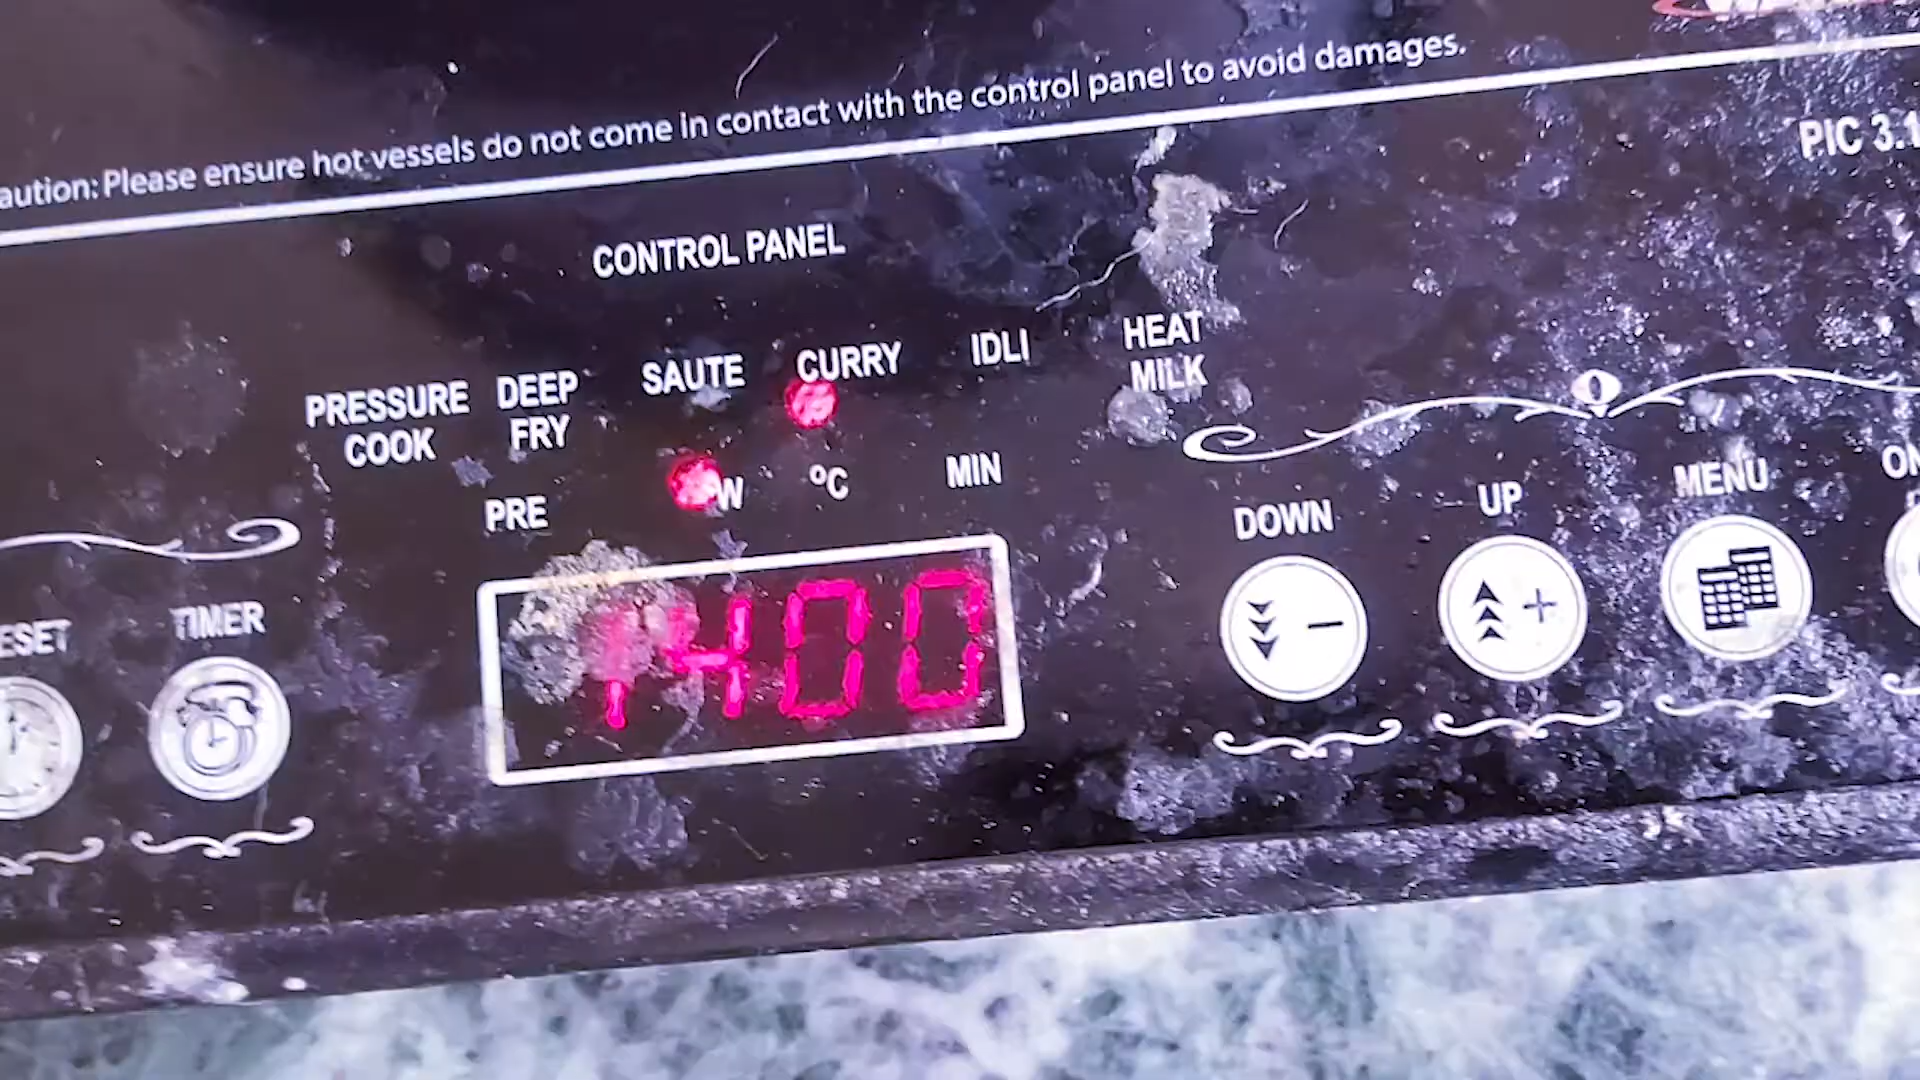 aution: Please ensure hot vessels do not come in contact with the control panel to avoid damages.
PIC 3.1
CONTROL PANEL
PRESSURE COOK
DEEP FRY
SAUTE
CURRY
IDLI
HEAT MILK
PRE
W
°C
MIN
ESET
TIMER
1400
DOWN
UP
MENU
ON